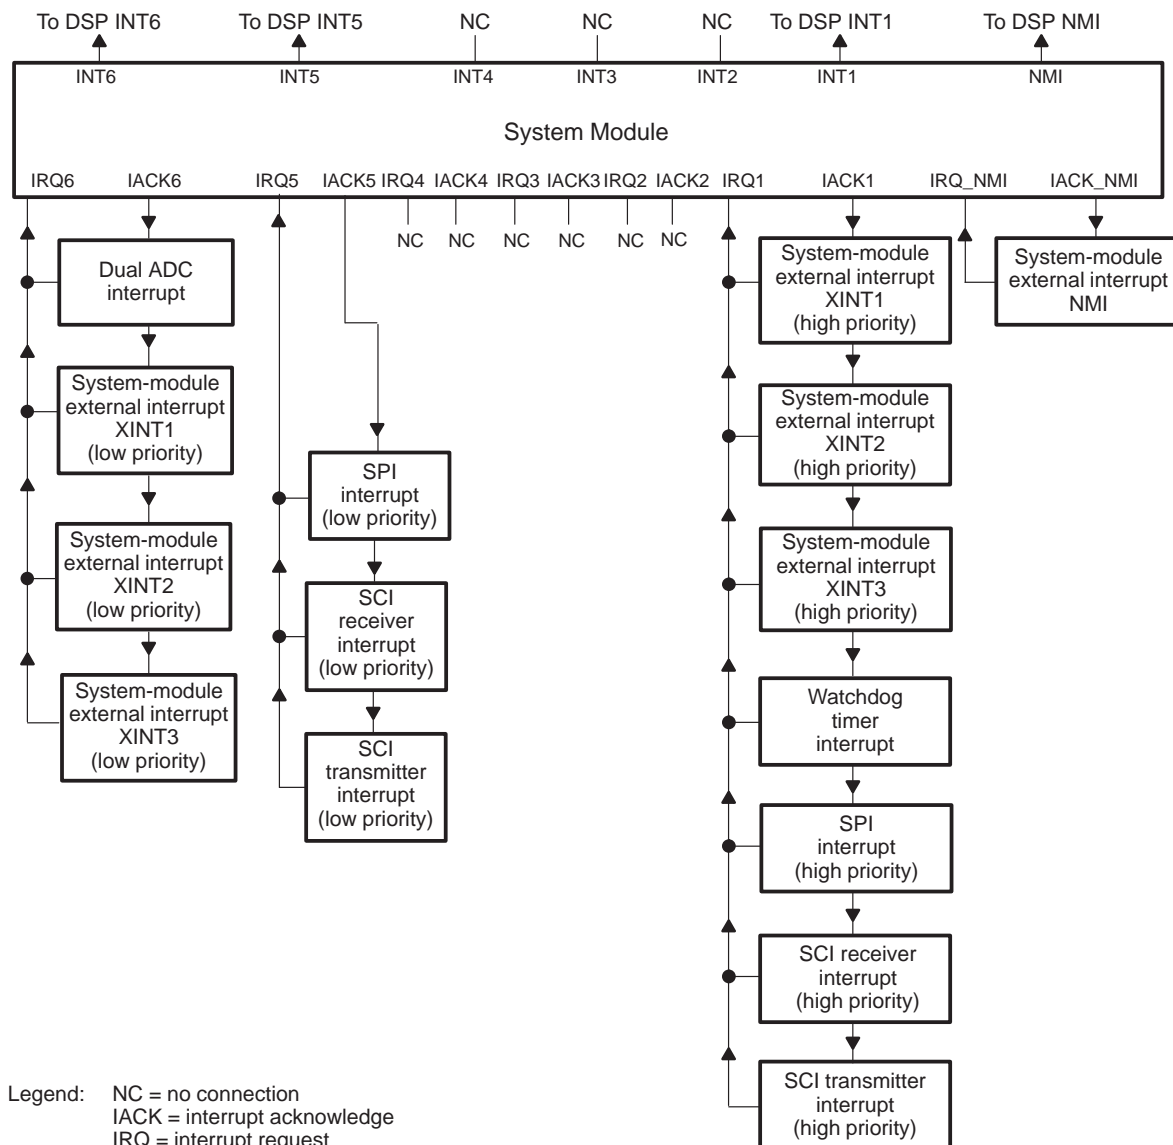 To DSP INT6
To DSP INT5
NC
NC
NC
To DSP INT1
To DSP NMI
INT6
INT5
INT4
INT3
INT2
INT1
NMI
System Module
IRQ6
IACK6
IRQ5
IACK5
IRQ4
IACK4
IRQ3
IACK3
IRQ2
IACK2
IRQ1
IACK1
IRQ_NMI
IACK_NMI
NC
NC
NC
NC
NC
NC
Dual ADC
interrupt
System-module
external interrupt
XINT1
(low priority)
System-module
external interrupt
XINT2
(low priority)
System-module
external interrupt
XINT3
(low priority)
SPI
interrupt
(low priority)
SCI
receiver
interrupt
(low priority)
SCI
transmitter
interrupt
(low priority)
System-module
external interrupt
XINT1
(high priority)
System-module
external interrupt
XINT2
(high priority)
System-module
external interrupt
XINT3
(high priority)
Watchdog
timer
interrupt
SPI
interrupt
(high priority)
SCI receiver
interrupt
(high priority)
SCI transmitter
interrupt
(high priority)
System-module
external interrupt
NMI
Legend: NC = no connection
IACK = interrupt acknowledge
IRQ = interrupt request